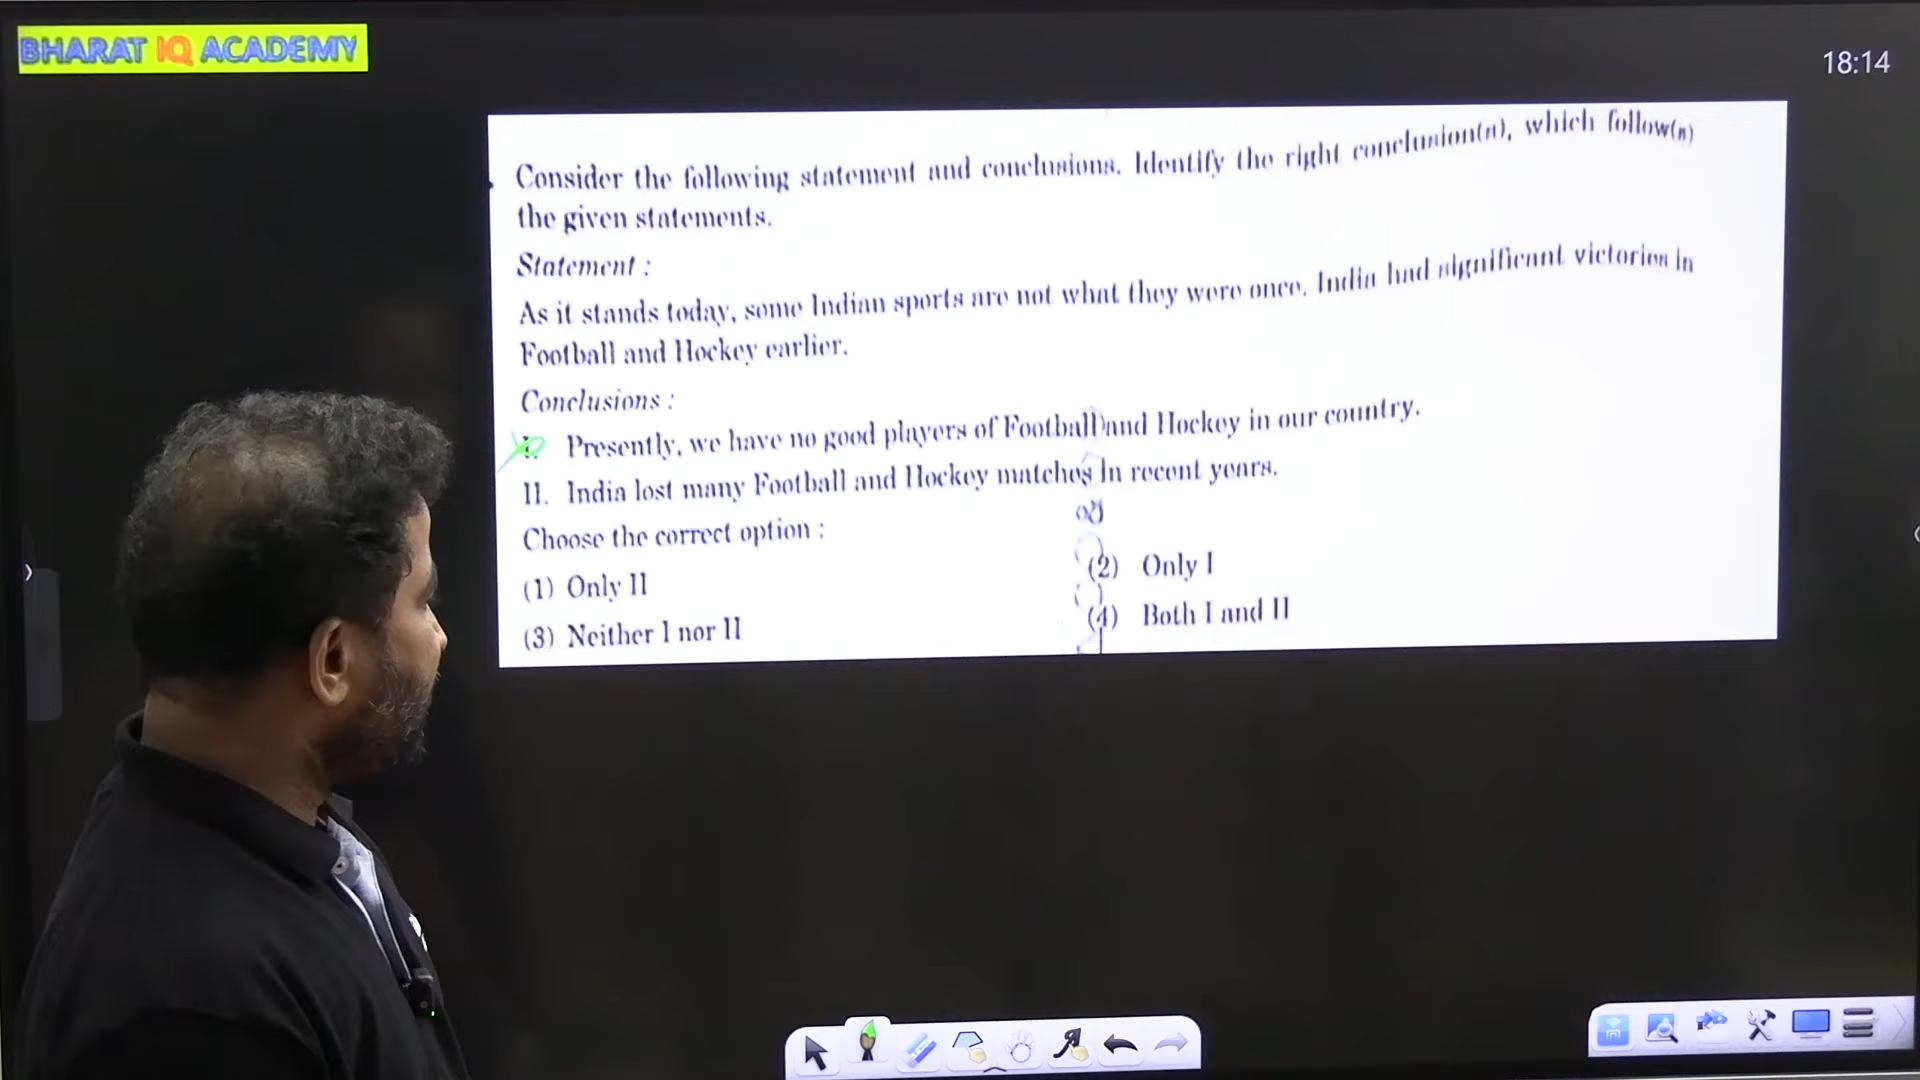 BHARAT IQ ACADEMY
18:14
Consider the following statement and conclusions. Identify the right conclusion(s), which follow(s)
the given statements.
Statement :
As it stands today, some Indian sports are not what they were once. India had significant victories in
Football and Hockey earlier.
Conclusions :
I. Presently, we have no good players of Football and Hockey in our country.
II. India lost many Football and Hockey matches in recent years.
Choose the correct option :
(1) Only II
(2) Only I
(3) Neither I nor II
(4) Both I and II